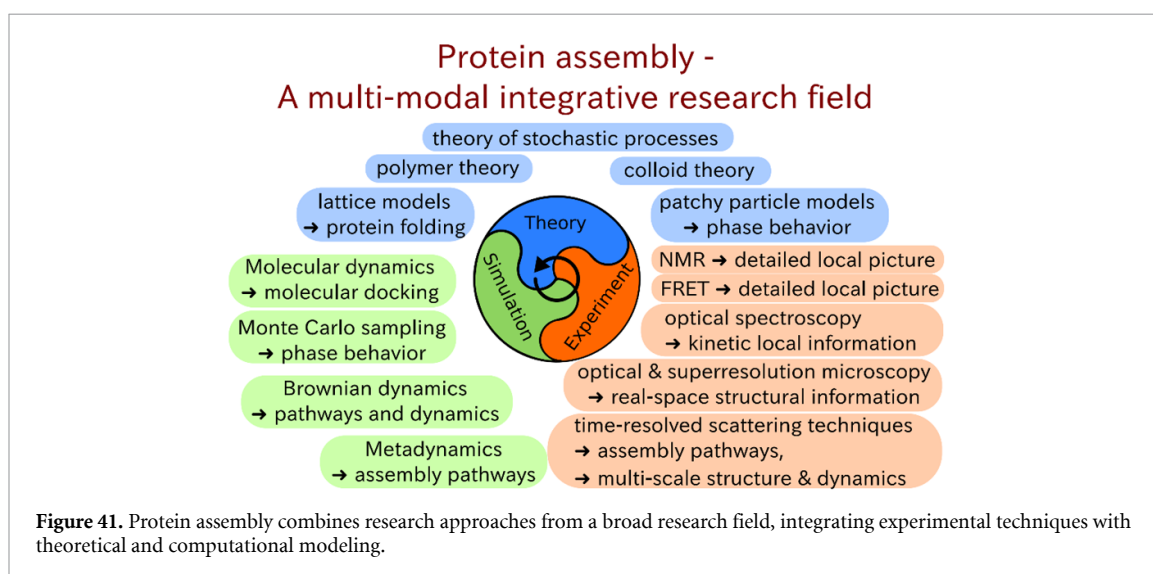 Protein assembly -
A multi-modal integrative research field
theory of stochastic processes
polymer theory
colloid theory
lattice models
➔ protein folding
patchy particle models
➔ phase behavior
Theory
Simulation
Experiment
Molecular dynamics
➔ molecular docking
Monte Carlo sampling
➔ phase behavior
Brownian dynamics
➔ pathways and dynamics
Metadynamics
➔ assembly pathways
NMR ➔ detailed local picture
FRET ➔ detailed local picture
optical spectroscopy
➔ kinetic local information
optical & superresolution microscopy
➔ real-space structural information
time-resolved scattering techniques
➔ assembly pathways,
➔ multi-scale structure & dynamics
Figure 41. Protein assembly combines research approaches from a broad research field, integrating experimental techniques with
theoretical and computational modeling.